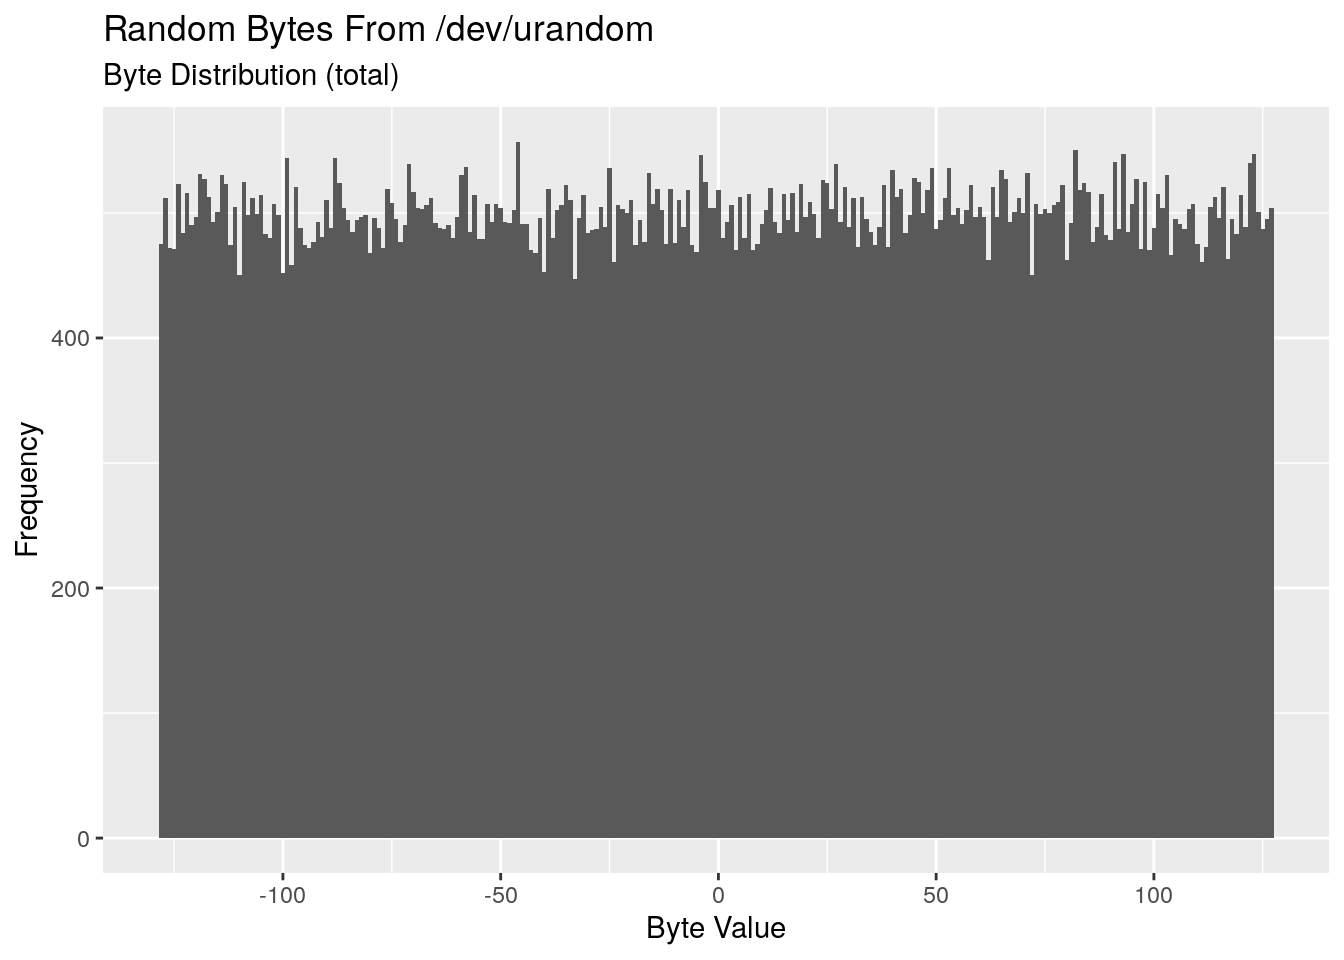 Random Bytes From /dev/urandom
Byte Distribution (total)
Frequency
400
200
0
-100
-50
0
50
100
Byte Value